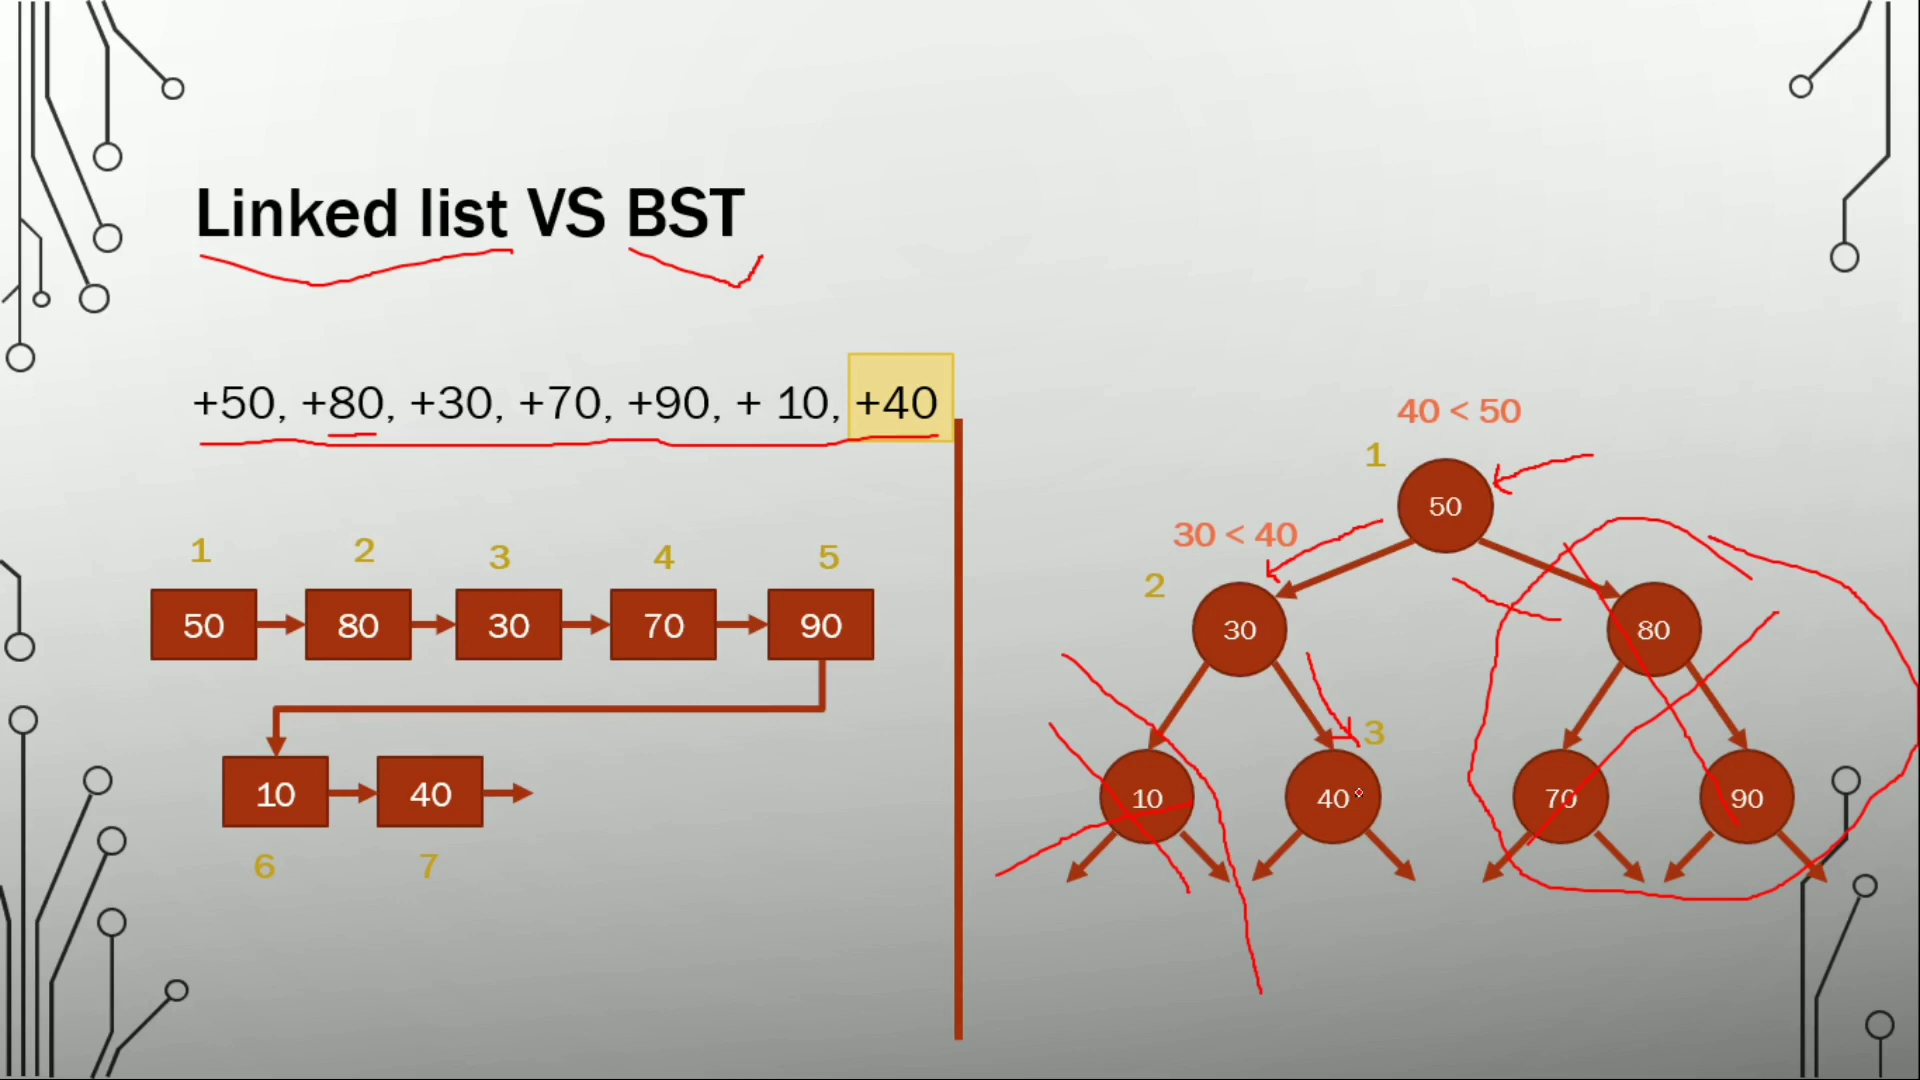 Linked list VS BST
+50, +80, +30, +70, +90, + 10, +40
1 2 3 4 5
50 80 30 70 90
10 40
6 7
40 < 50
1
50
30 < 40
2
30 80
3
10 40 70 90